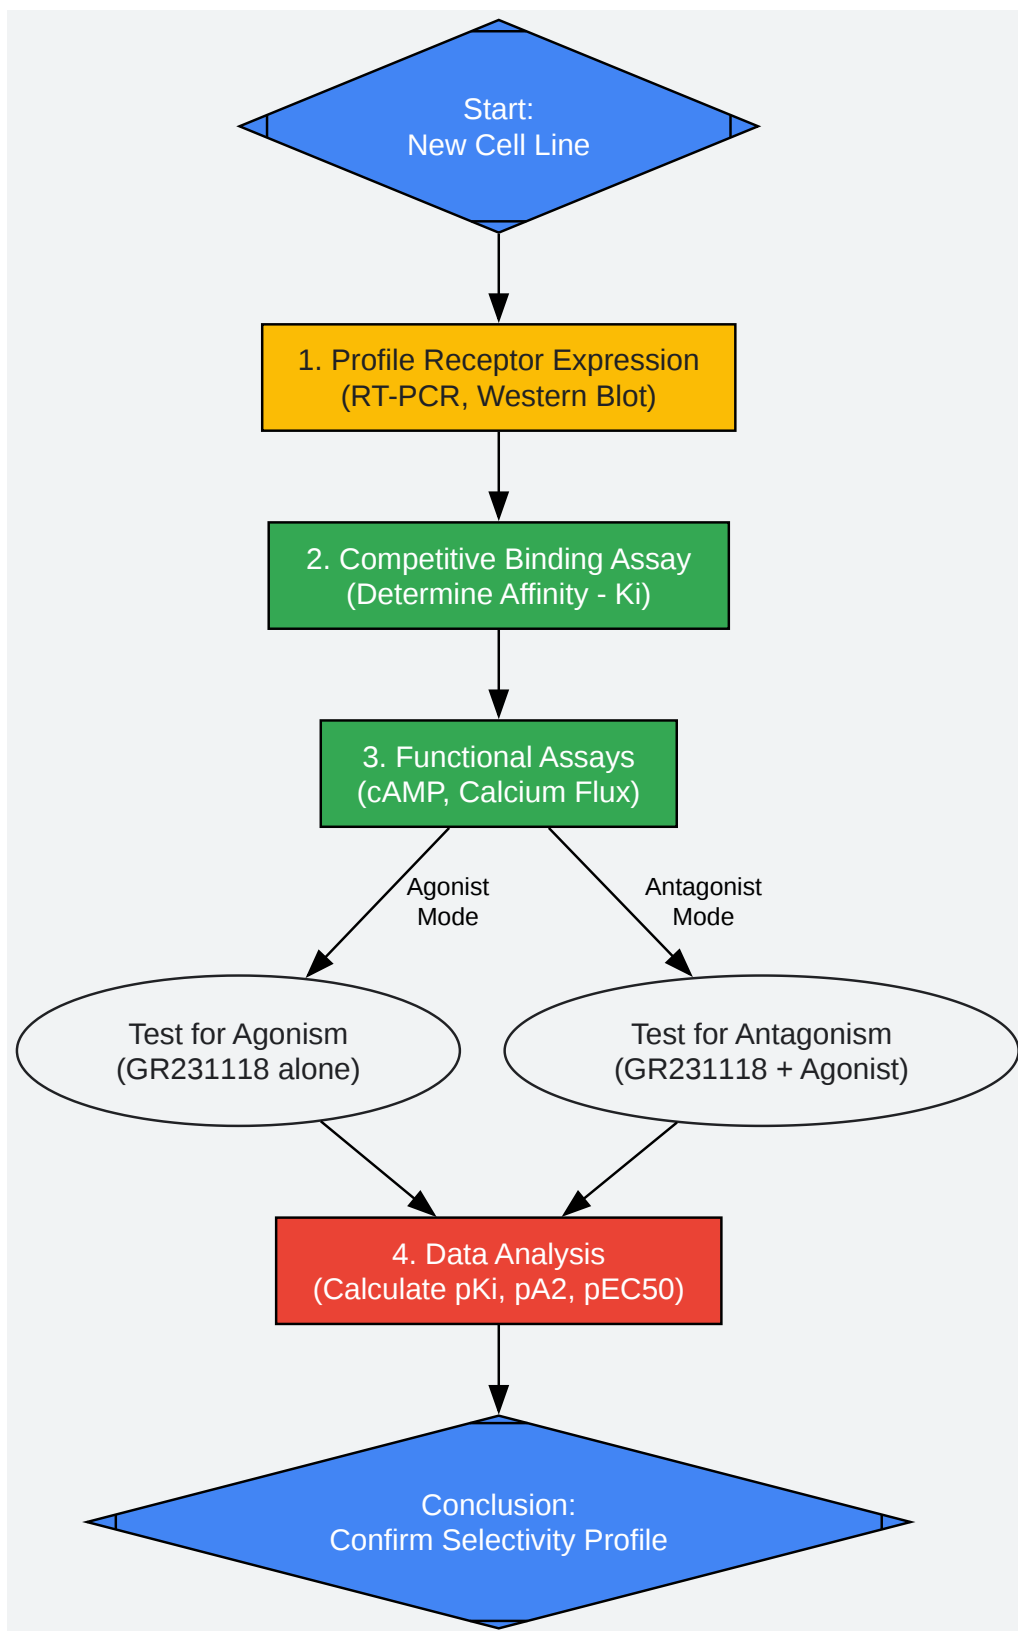 Start:
New Cell Line
1. Profile Receptor Expression
(RT-PCR, Western Blot)
2. Competitive Binding Assay
(Determine Affinity - Ki)
3. Functional Assays
(cAMP, Calcium Flux)
Agonist
Mode
Antagonist
Mode
Test for Agonism
(GR231118 alone)
Test for Antagonism
(GR231118 + Agonist)
4. Data Analysis
(Calculate pKi, pA2, pEC50)
Conclusion:
Confirm Selectivity Profile